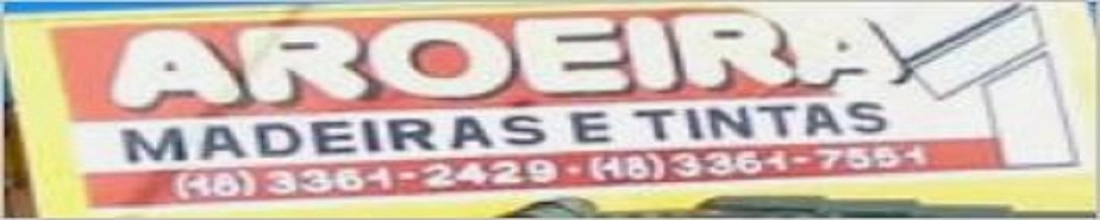 AROEIRA
MADEIRAS E TINTAS
(18) 3361-2429 - (18) 3361-7551